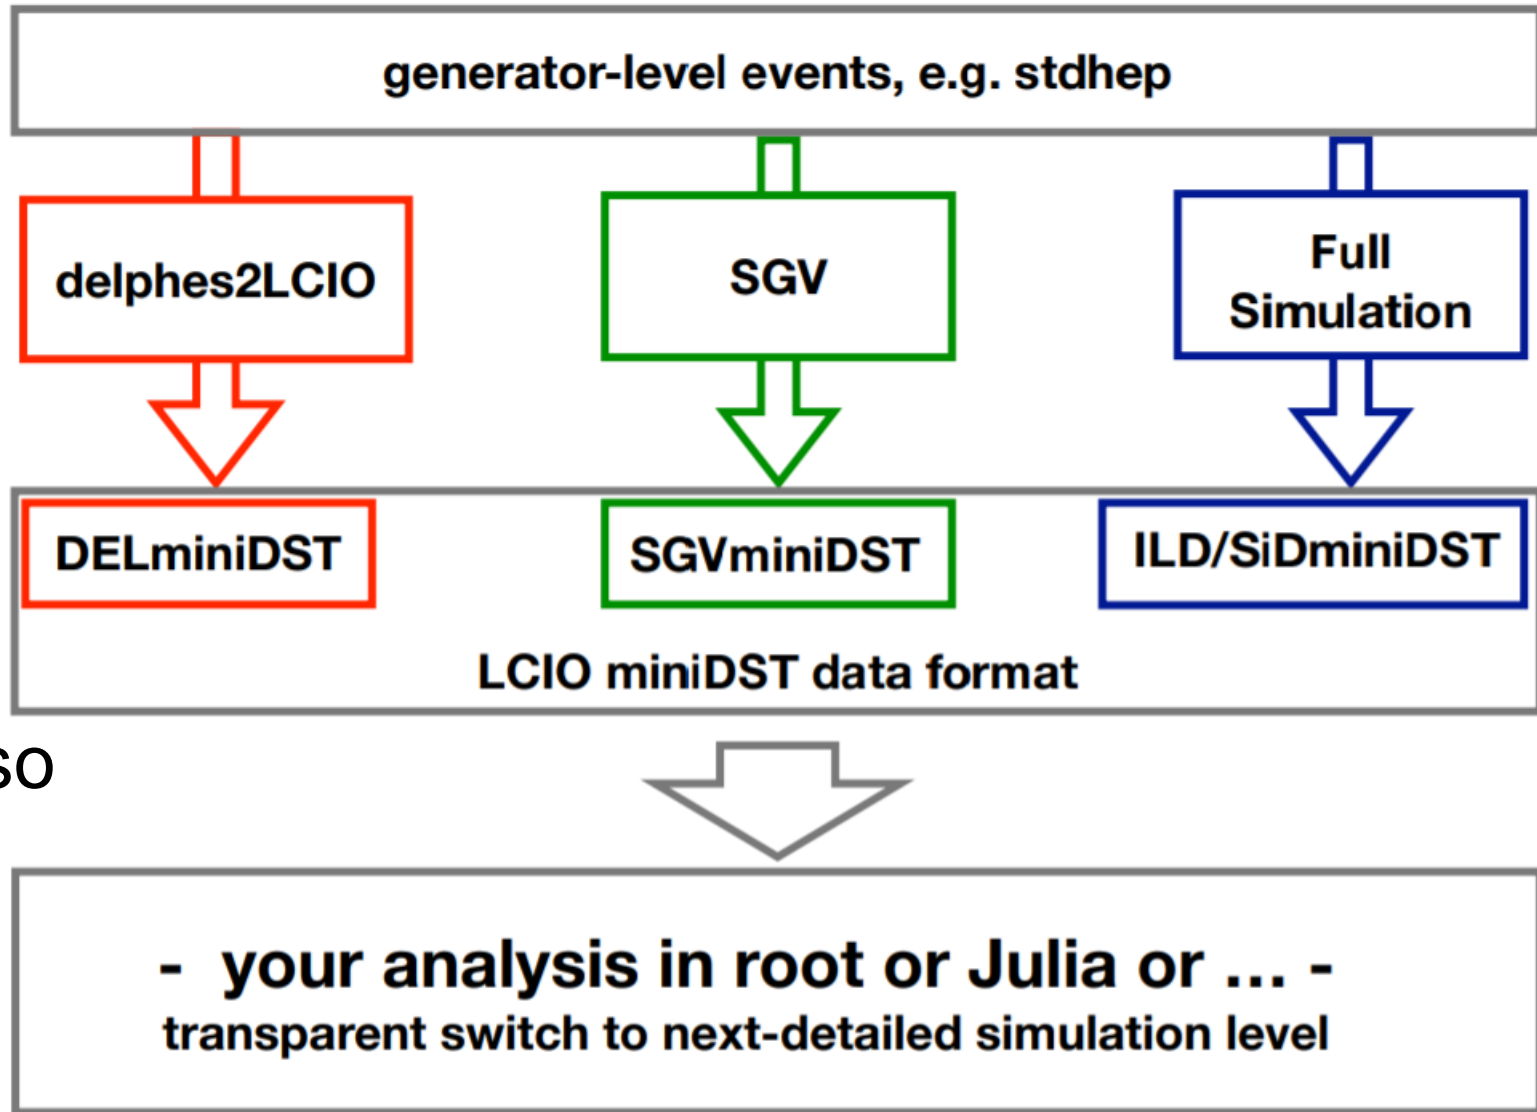 generator-level events, e.g. stdhep
delphes2LCIO
SGV
Full
Simulation
DELminiDST
SGVminiDST
ILD/SiDminiDST
LCIO miniDST data format
so
- your analysis in root or Julia or ... -
transparent switch to next-detailed simulation level